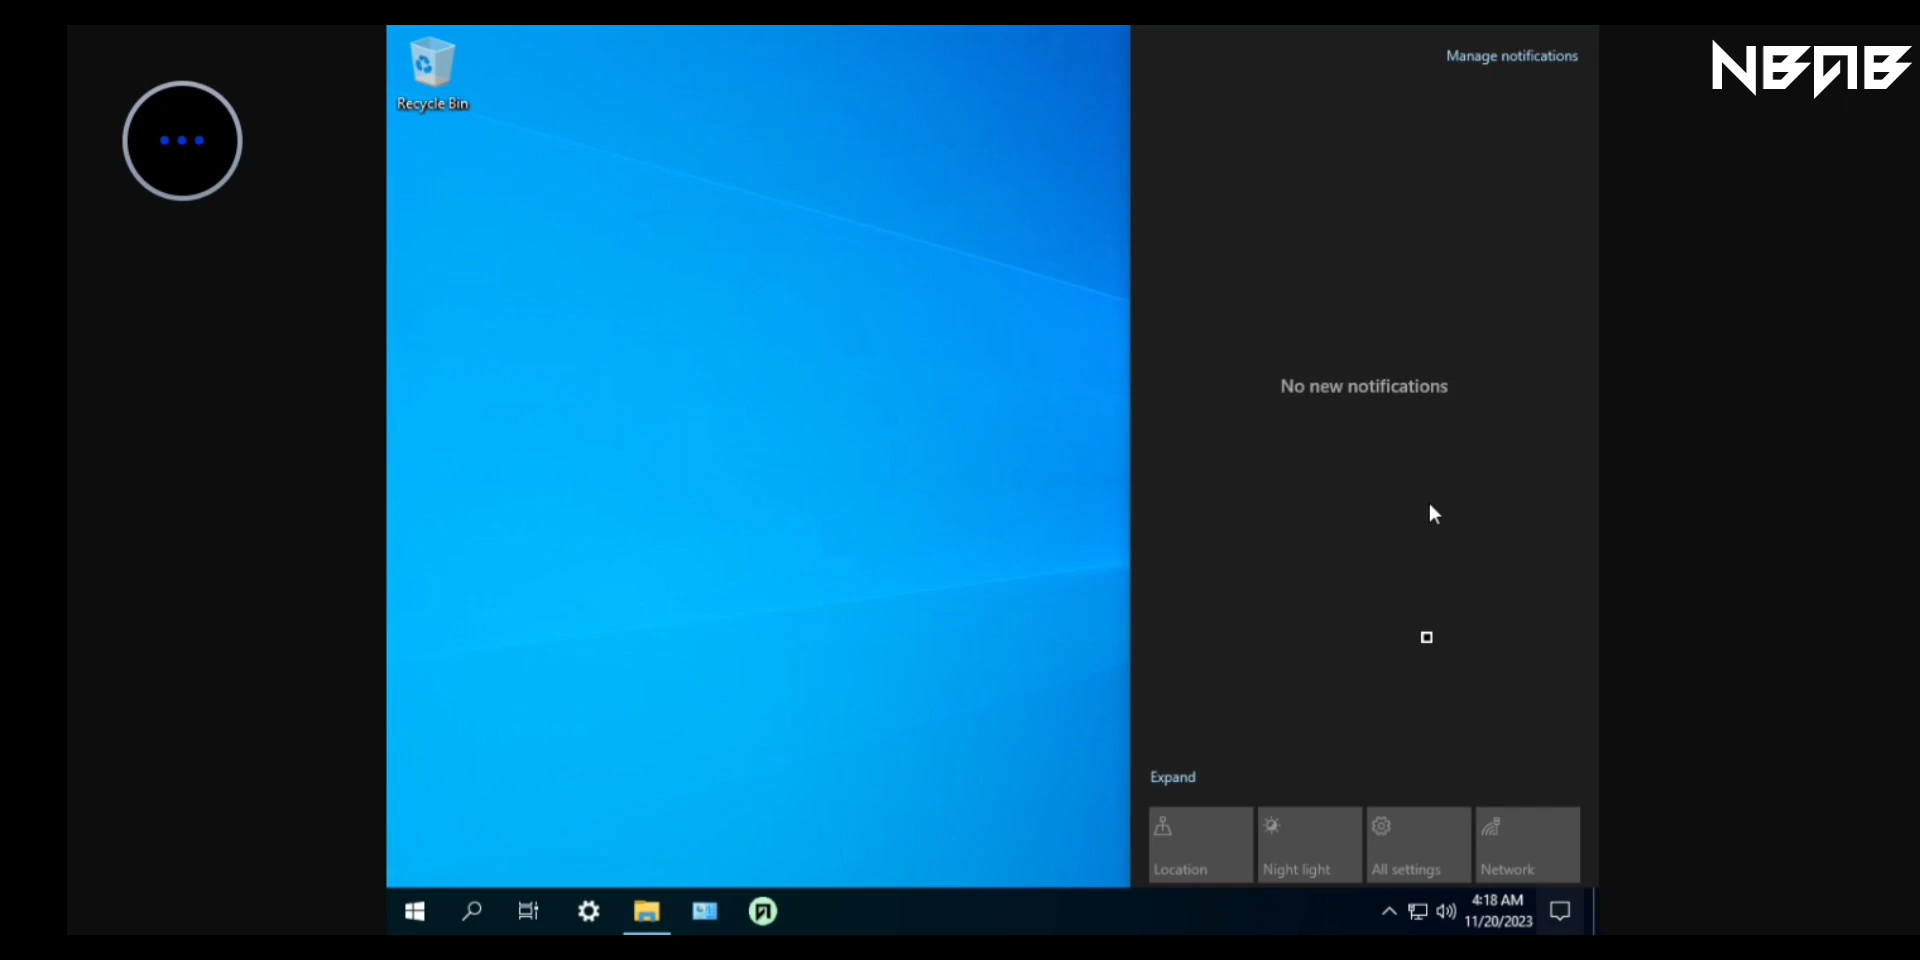 Recycle Bin
Manage notifications
NBAB
No new notifications
Expand
Location
Night light
All settings
Network
4:18 AM
11/20/2023